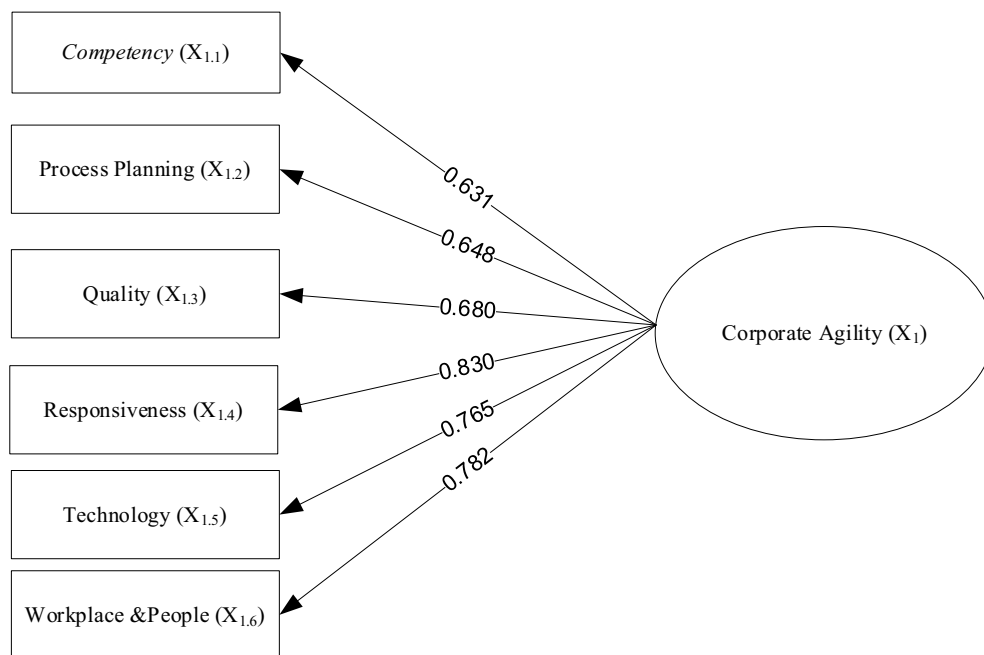 Competency (X1.1)
Process Planning (X1.2)
Quality (X1.3)
Responsiveness (X1.4)
Technology (X1.5)
Workplace &People (X1.6)
0.631
0.648
0.680
0.830
0.765
0.782
Corporate Agility (X1)